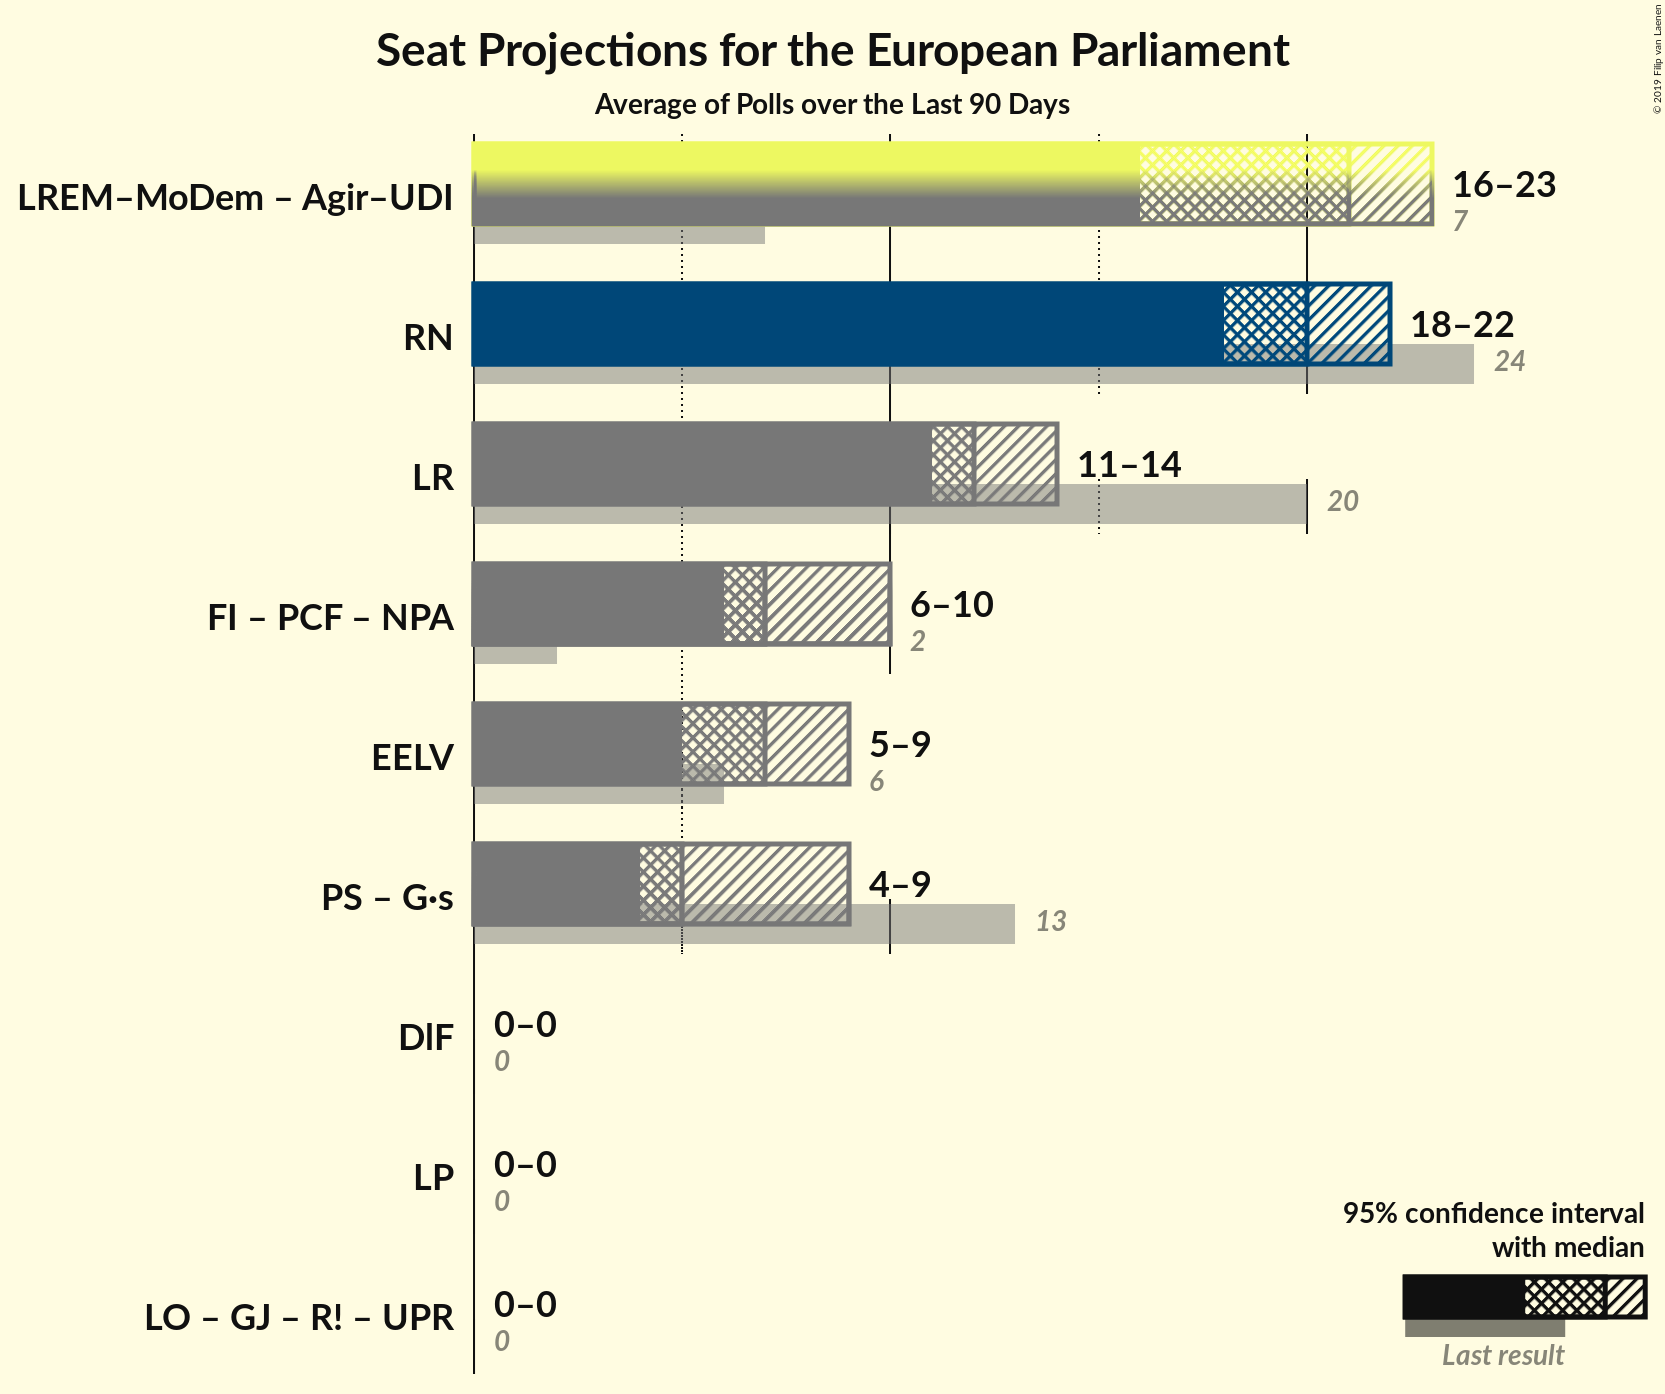 Seat Projections for the European Parliament
Average of Polls over the Last 90 Days
© 2019 Filip van Laenen
LREM–MoDem – Agir–UDI
16–23
7
RN
18–22
24
LR
11–14
20
FI – PCF – NPA
6–10
2
EELV
5–9
6
PS – G·s
4–9
13
DIF
0–0
0
LP
0–0
0
LO – GJ – R! – UPR
0–0
0
95% confidence interval
with median
Last result